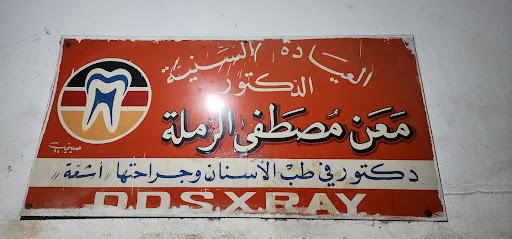 العيادة السنية
الدكتور
معن مصطفى الرملة
دكتور في طب الأسنان وجراحتها // أشعة //
D.D.S.X.RAY